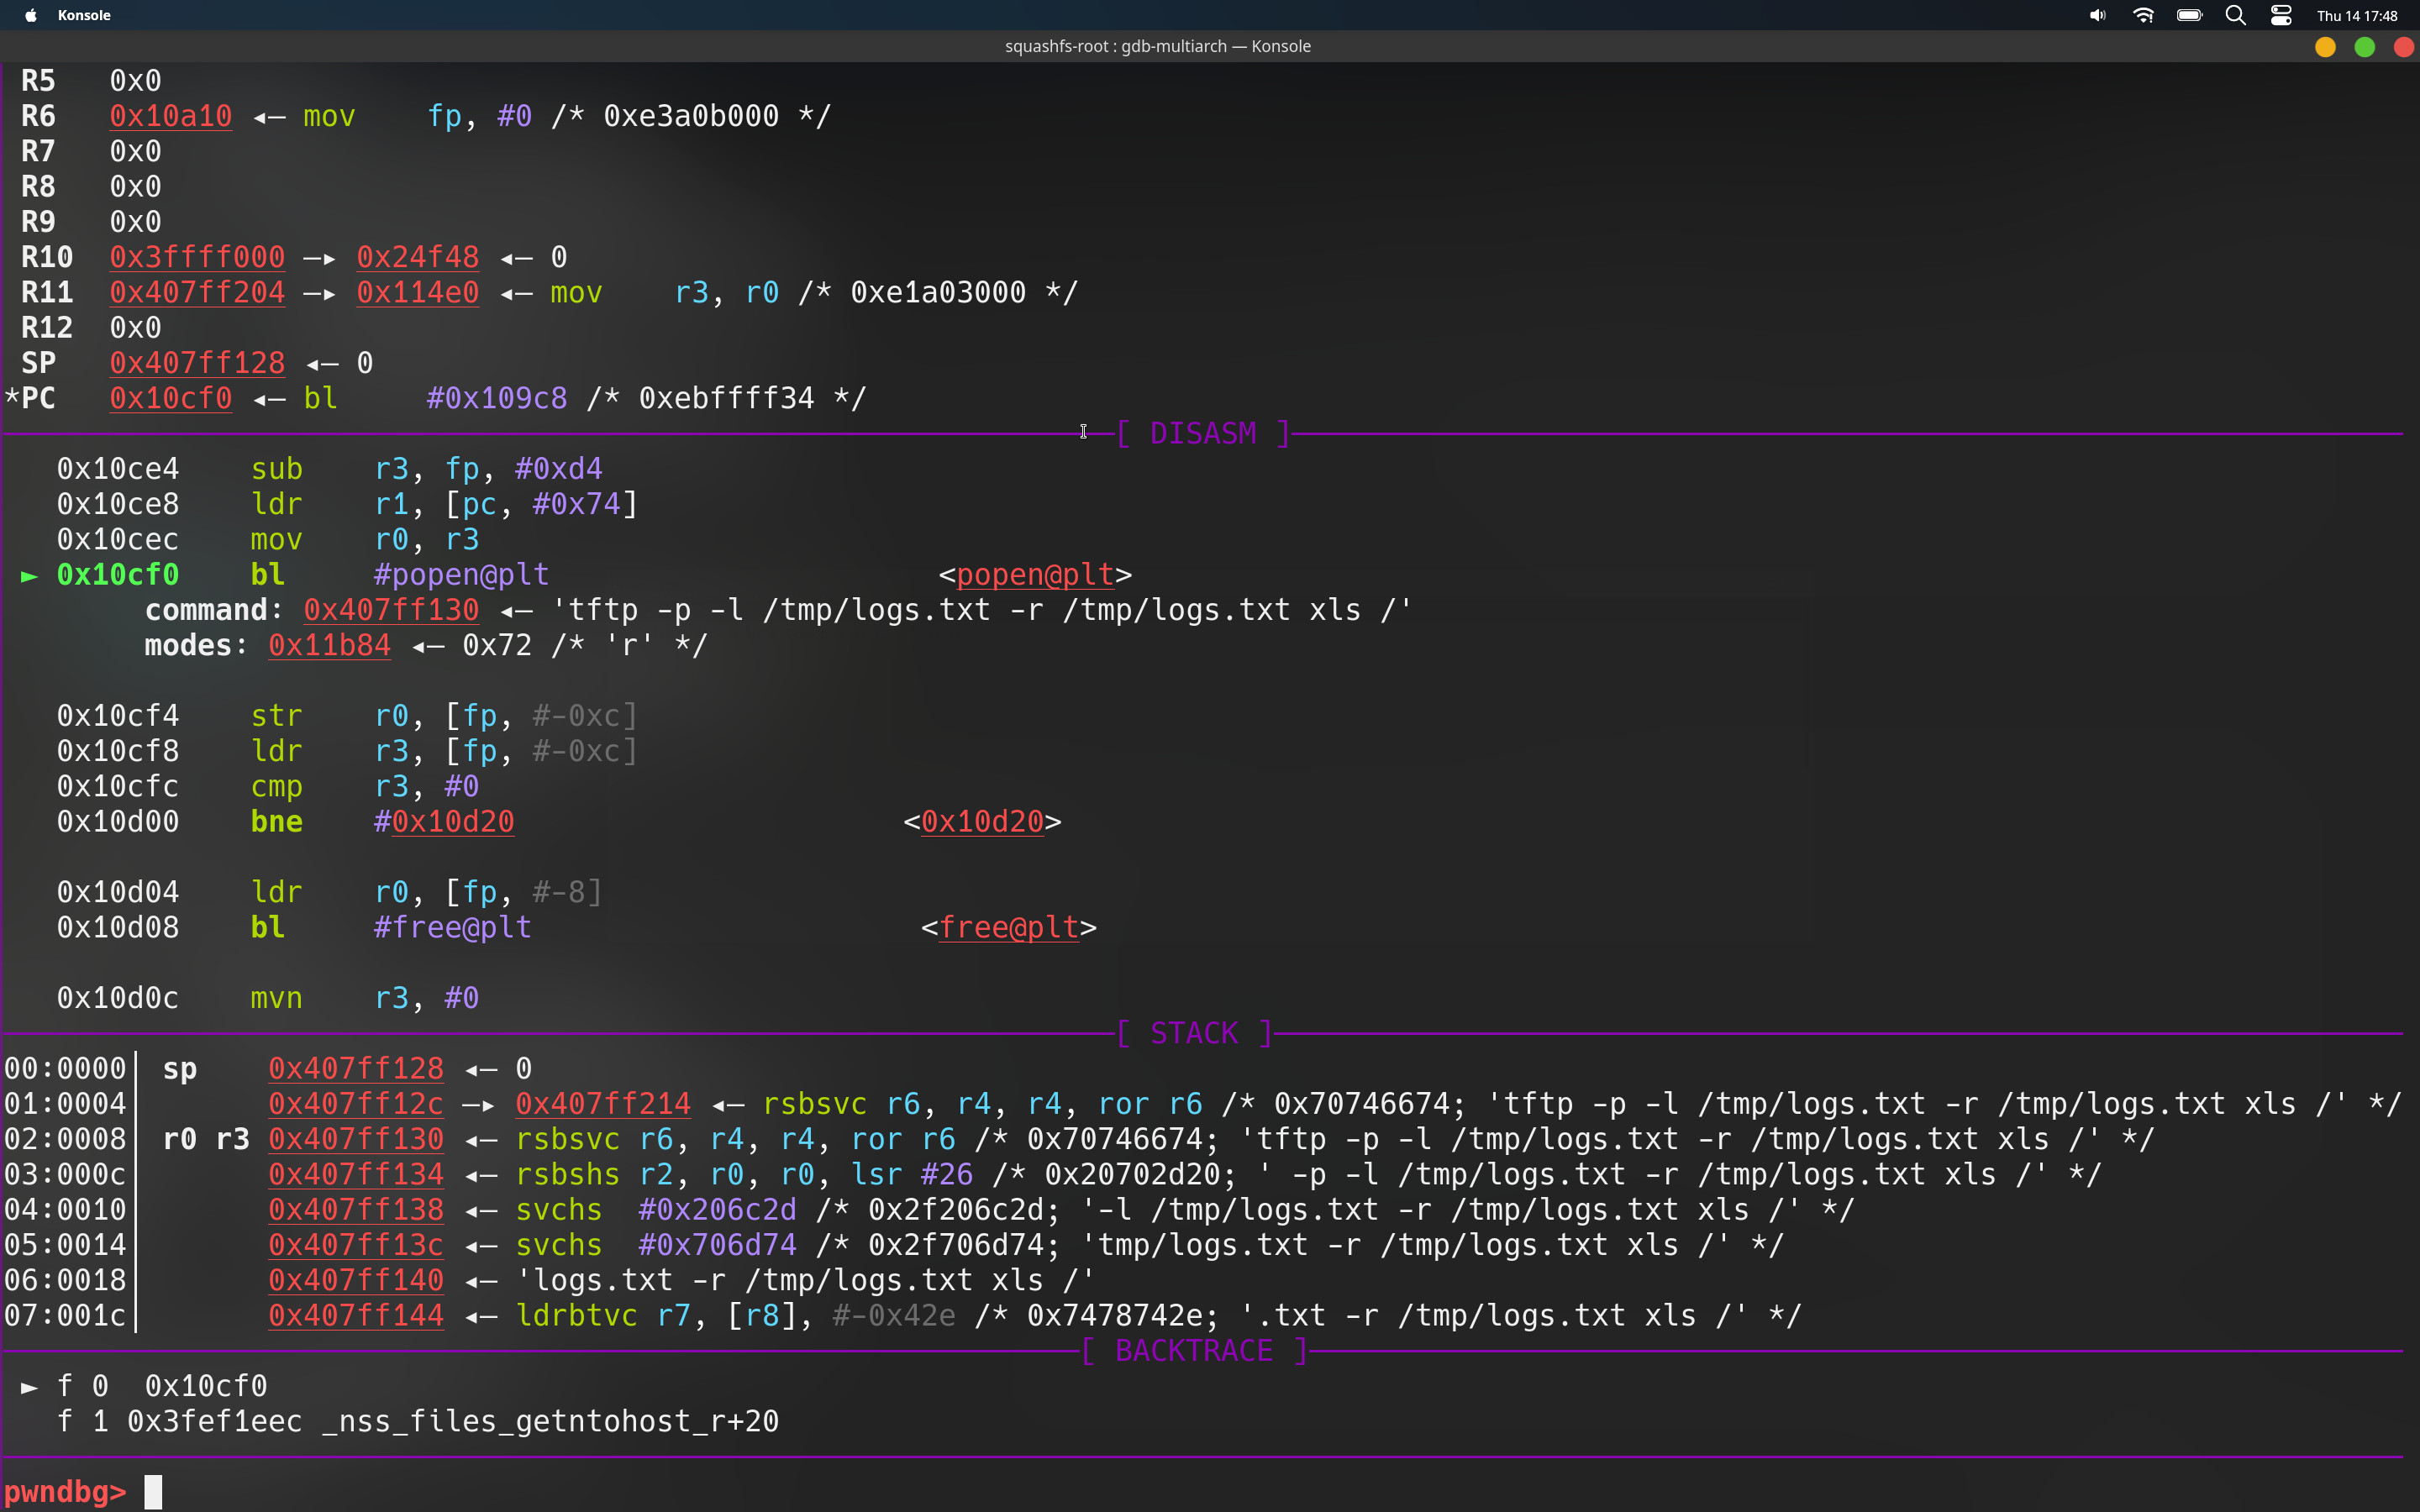 Konsole Thu 14 17:48
squashfs-root : gdb-multiarch — Konsole
R5 0x0
R6 0x10a10 ◂— mov fp, #0 /* 0xe3a0b000 */
R7 0x0
R8 0x0
R9 0x0
R10 0x3ffff000 —▸ 0x24f48 ◂— 0
R11 0x407ff204 —▸ 0x114e0 ◂— mov r3, r0 /* 0xe1a03000 */
R12 0x0
SP 0x407ff128 ◂— 0
*PC 0x10cf0 ◂— bl #0x109c8 /* 0xebffff34 */
[ DISASM ]
0x10ce4 sub r3, fp, #0xd4
0x10ce8 ldr r1, [pc, #0x74]
0x10cec mov r0, r3
► 0x10cf0 bl #popen@plt <popen@plt>
command: 0x407ff130 ◂— 'tftp -p -l /tmp/logs.txt -r /tmp/logs.txt xls /'
modes: 0x11b84 ◂— 0x72 /* 'r' */
0x10cf4 str r0, [fp, #-0xc]
0x10cf8 ldr r3, [fp, #-0xc]
0x10cfc cmp r3, #0
0x10d00 bne #0x10d20 <0x10d20>
0x10d04 ldr r0, [fp, #-8]
0x10d08 bl #free@plt <free@plt>
0x10d0c mvn r3, #0
[ STACK ]
00:0000│ sp 0x407ff128 ◂— 0
01:0004│ 0x407ff12c —▸ 0x407ff214 ◂— rsbsvc r6, r4, r4, ror r6 /* 0x70746674; 'tftp -p -l /tmp/logs.txt -r /tmp/logs.txt xls /' */
02:0008│ r0 r3 0x407ff130 ◂— rsbsvc r6, r4, r4, ror r6 /* 0x70746674; 'tftp -p -l /tmp/logs.txt -r /tmp/logs.txt xls /' */
03:000c│ 0x407ff134 ◂— rsbshs r2, r0, r0, lsr #26 /* 0x20702d20; ' -p -l /tmp/logs.txt -r /tmp/logs.txt xls /' */
04:0010│ 0x407ff138 ◂— svchs #0x206c2d /* 0x2f206c2d; '-l /tmp/logs.txt -r /tmp/logs.txt xls /' */
05:0014│ 0x407ff13c ◂— svchs #0x706d74 /* 0x2f706d74; 'tmp/logs.txt -r /tmp/logs.txt xls /' */
06:0018│ 0x407ff140 ◂— 'logs.txt -r /tmp/logs.txt xls /'
07:001c│ 0x407ff144 ◂— ldrbtvc r7, [r8], #-0x42e /* 0x7478742e; '.txt -r /tmp/logs.txt xls /' */
[ BACKTRACE ]
► f 0 0x10cf0
f 1 0x3fef1eec _nss_files_getntohost_r+20
pwndbg>